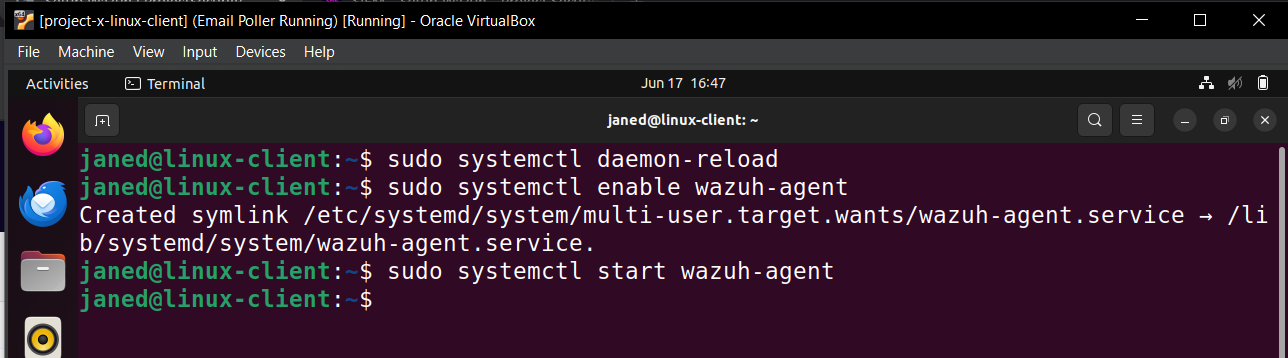 [project-x-linux-client] (Email Poller Running) [Running] - Oracle VirtualBox
File Machine View Input Devices Help
Activities Terminal Jun 17 16:47
janed@linux-client: ~
janed@linux-client:~$ sudo systemctl daemon-reload
janed@linux-client:~$ sudo systemctl enable wazuh-agent
Created symlink /etc/systemd/system/multi-user.target.wants/wazuh-agent.service → /li
b/systemd/system/wazuh-agent.service.
janed@linux-client:~$ sudo systemctl start wazuh-agent
janed@linux-client:~$